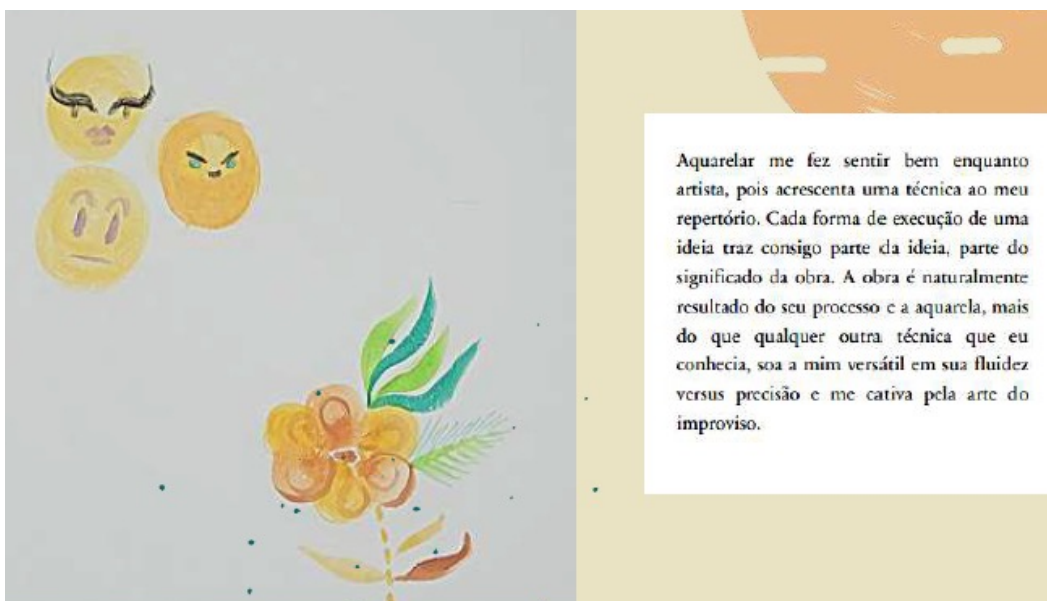 Aquarelar me fez sentir bem enquanto
artista, pois acrescenta uma técnica ao meu
repertório. Cada forma de execução de uma
ideia traz consigo parte da ideia, parte do
significado da obra. A obra é naturalmente
resultado do seu processo e a aquarela, mais
do que qualquer outra técnica que eu
conhecia, soa a mim versátil em sua fluidez
versus precisão e me cativa pela arte do
improviso.